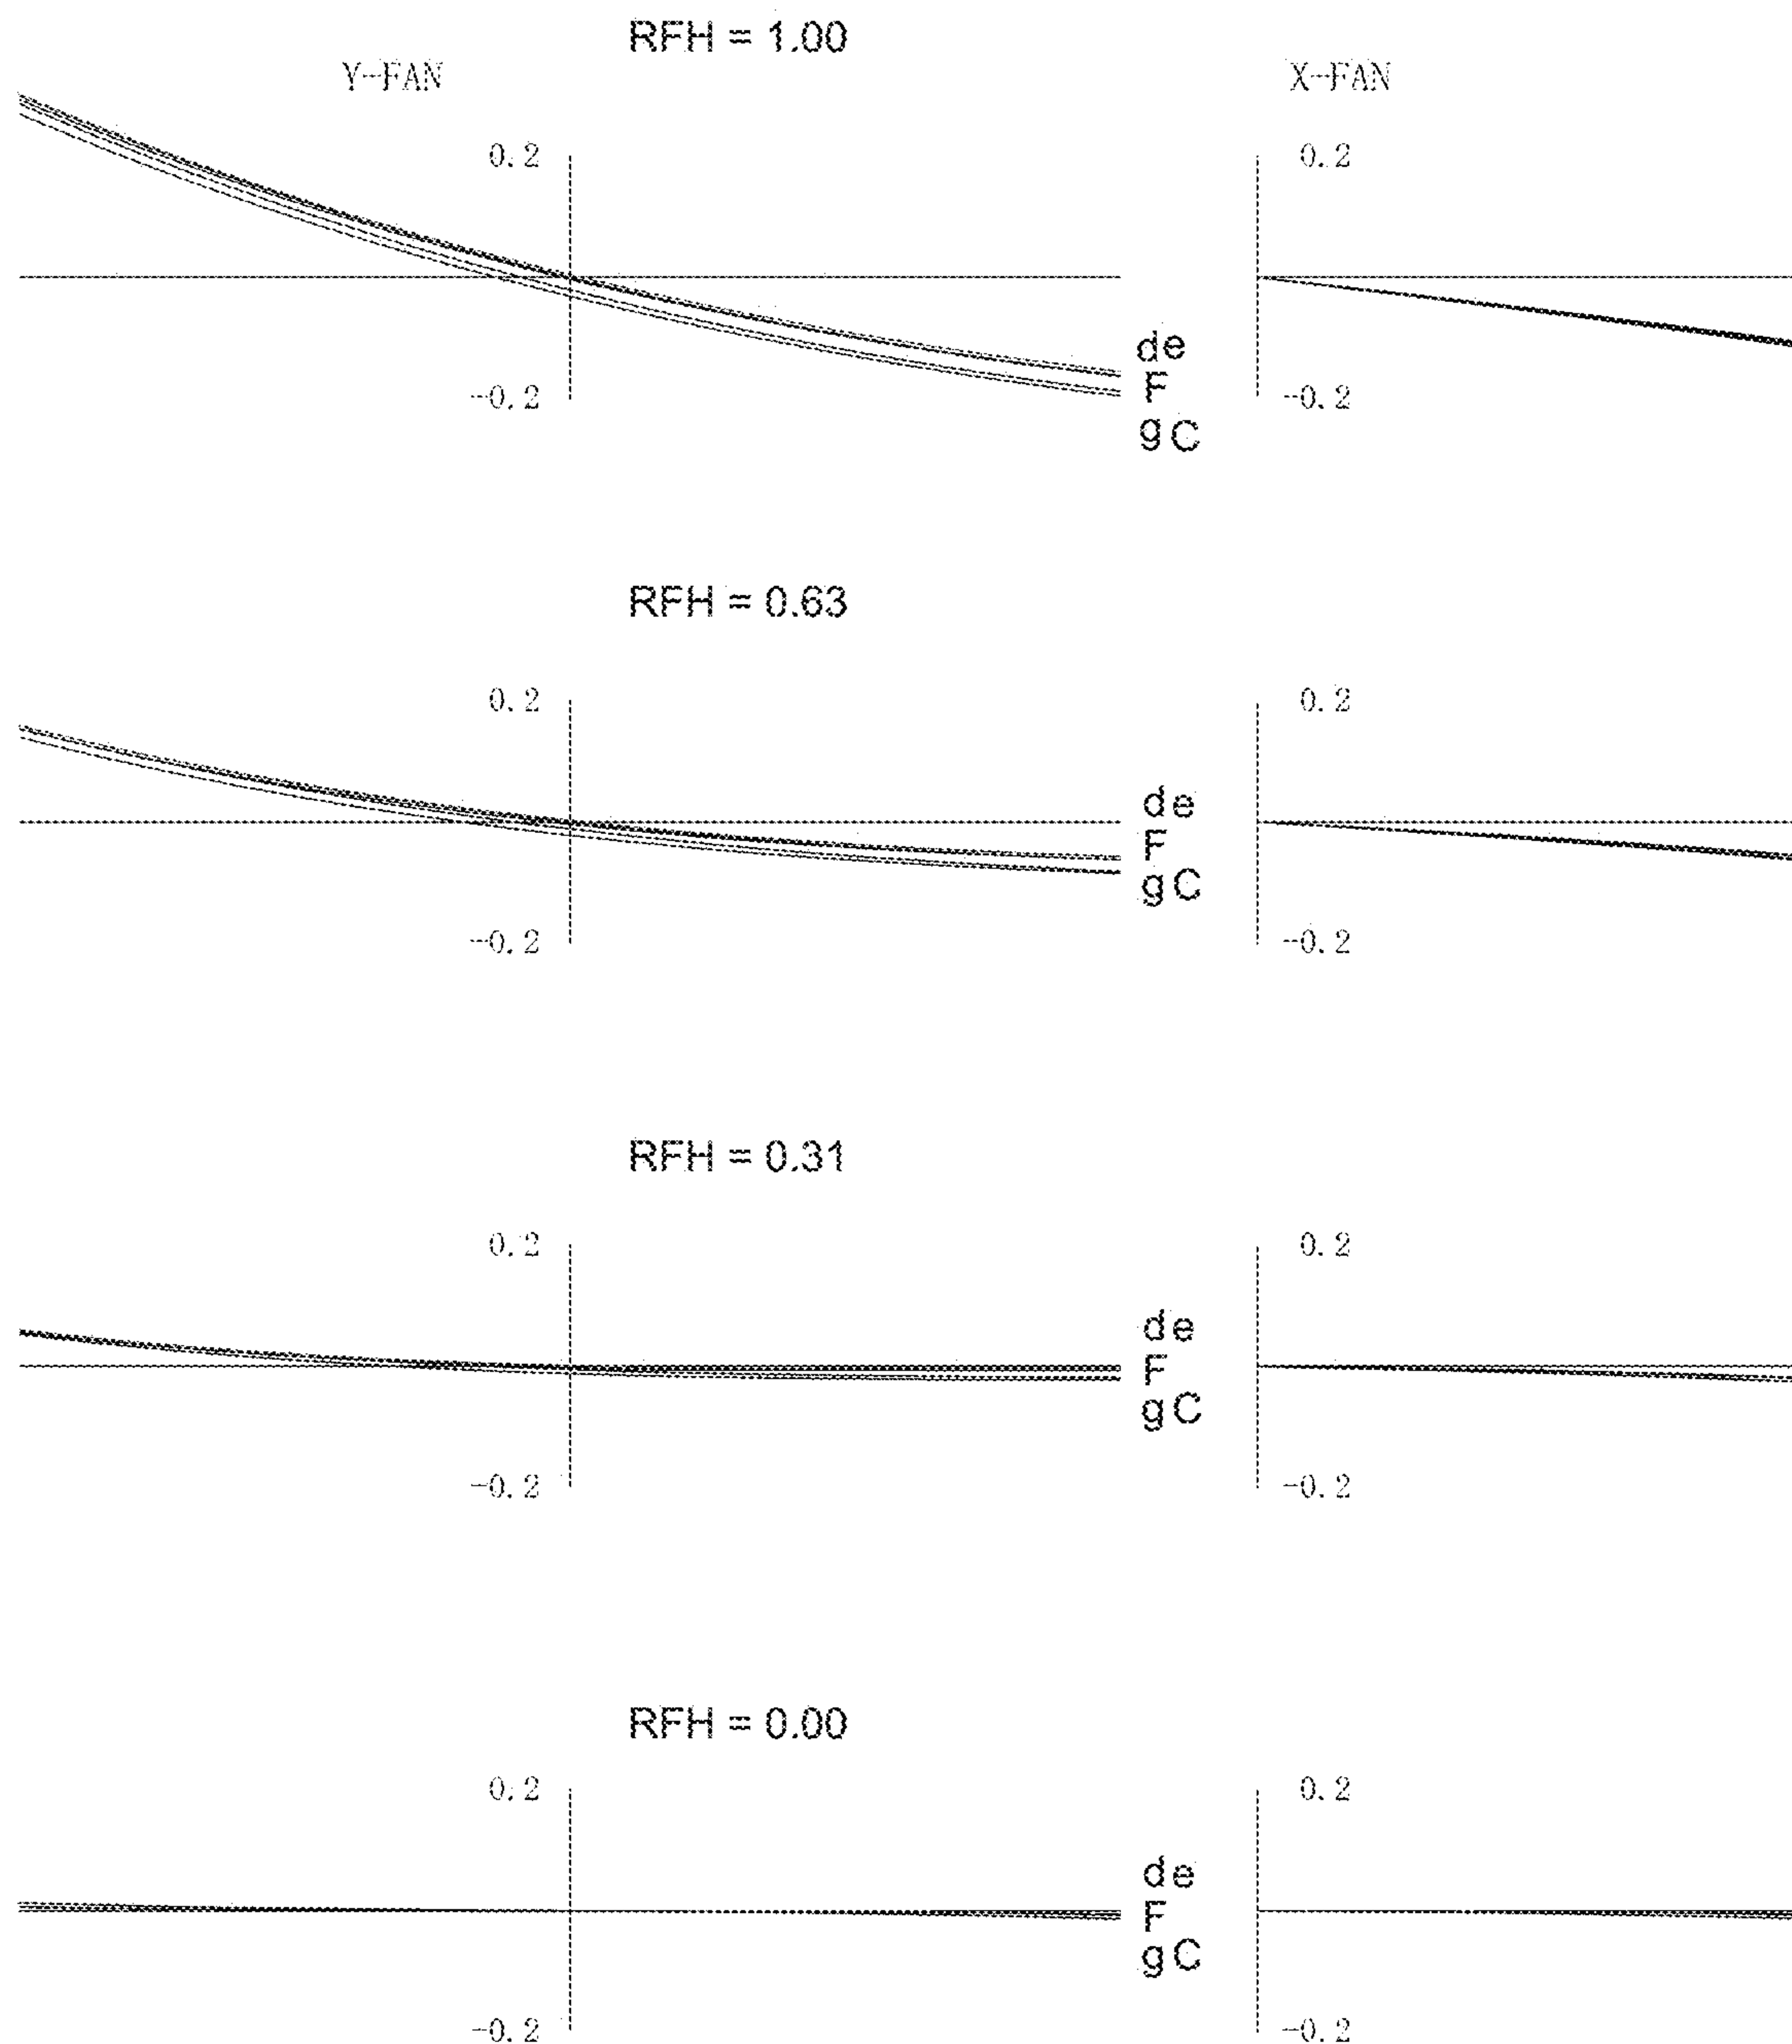 RFH = 1.00
Y-FAN X-FAN
0.2 0.2
de
-0.2 F -0.2
gC
RFH = 0.63
0.2 0.2
de
F
gC
-0.2 -0.2
RFH = 0.31
0.2 0.2
de
F
gC
-0.2 -0.2
RFH = 0.00
0.2 0.2
de
F
gC
-0.2 -0.2